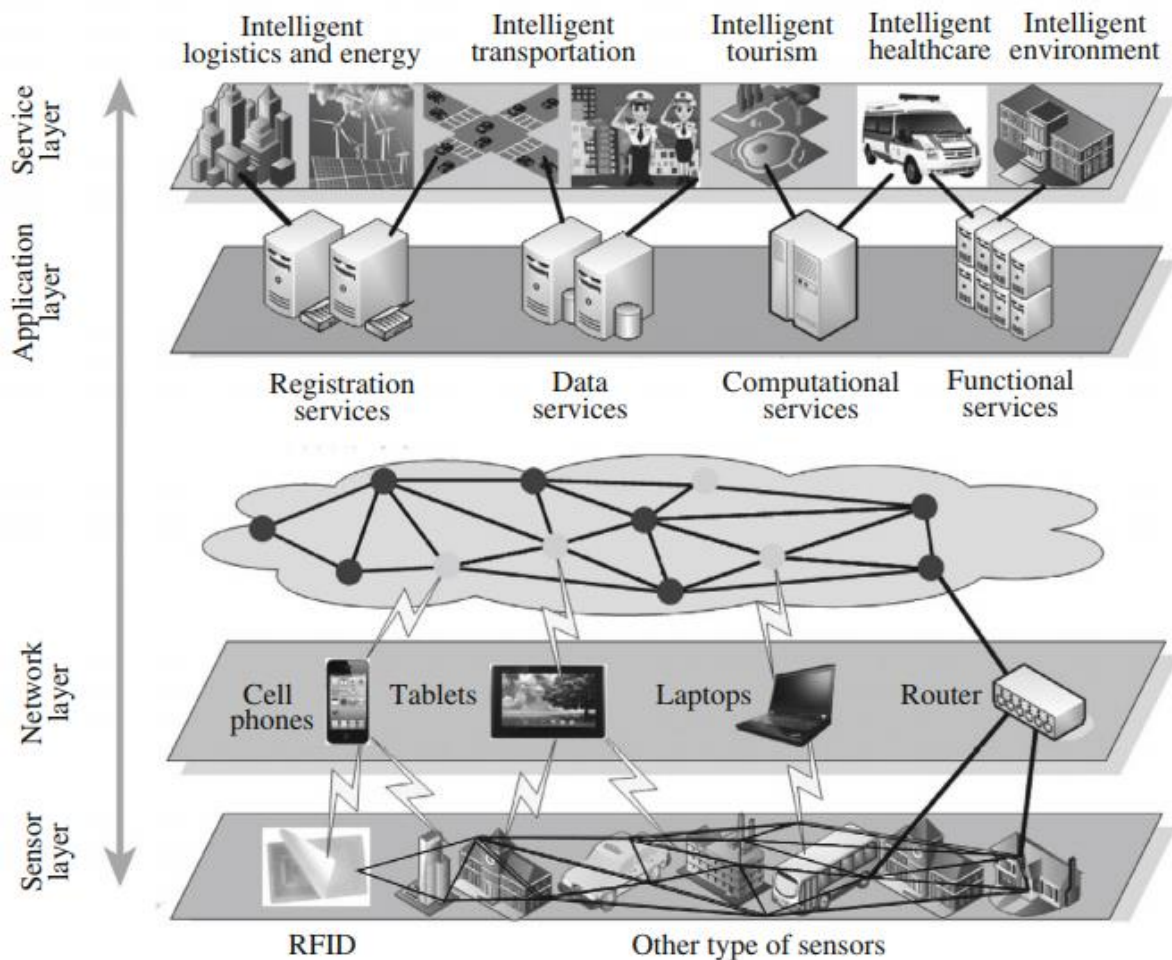 Intelligent
logistics and energy
Intelligent
transportation
Intelligent
tourism
Intelligent
healthcare
Intelligent
environment
Service
layer
Application
layer
Registration
services
Data
services
Computational
services
Functional
services
Network
layer
Cell
phones
Tablets
Laptops
Router
Sensor
layer
RFID
Other type of sensors